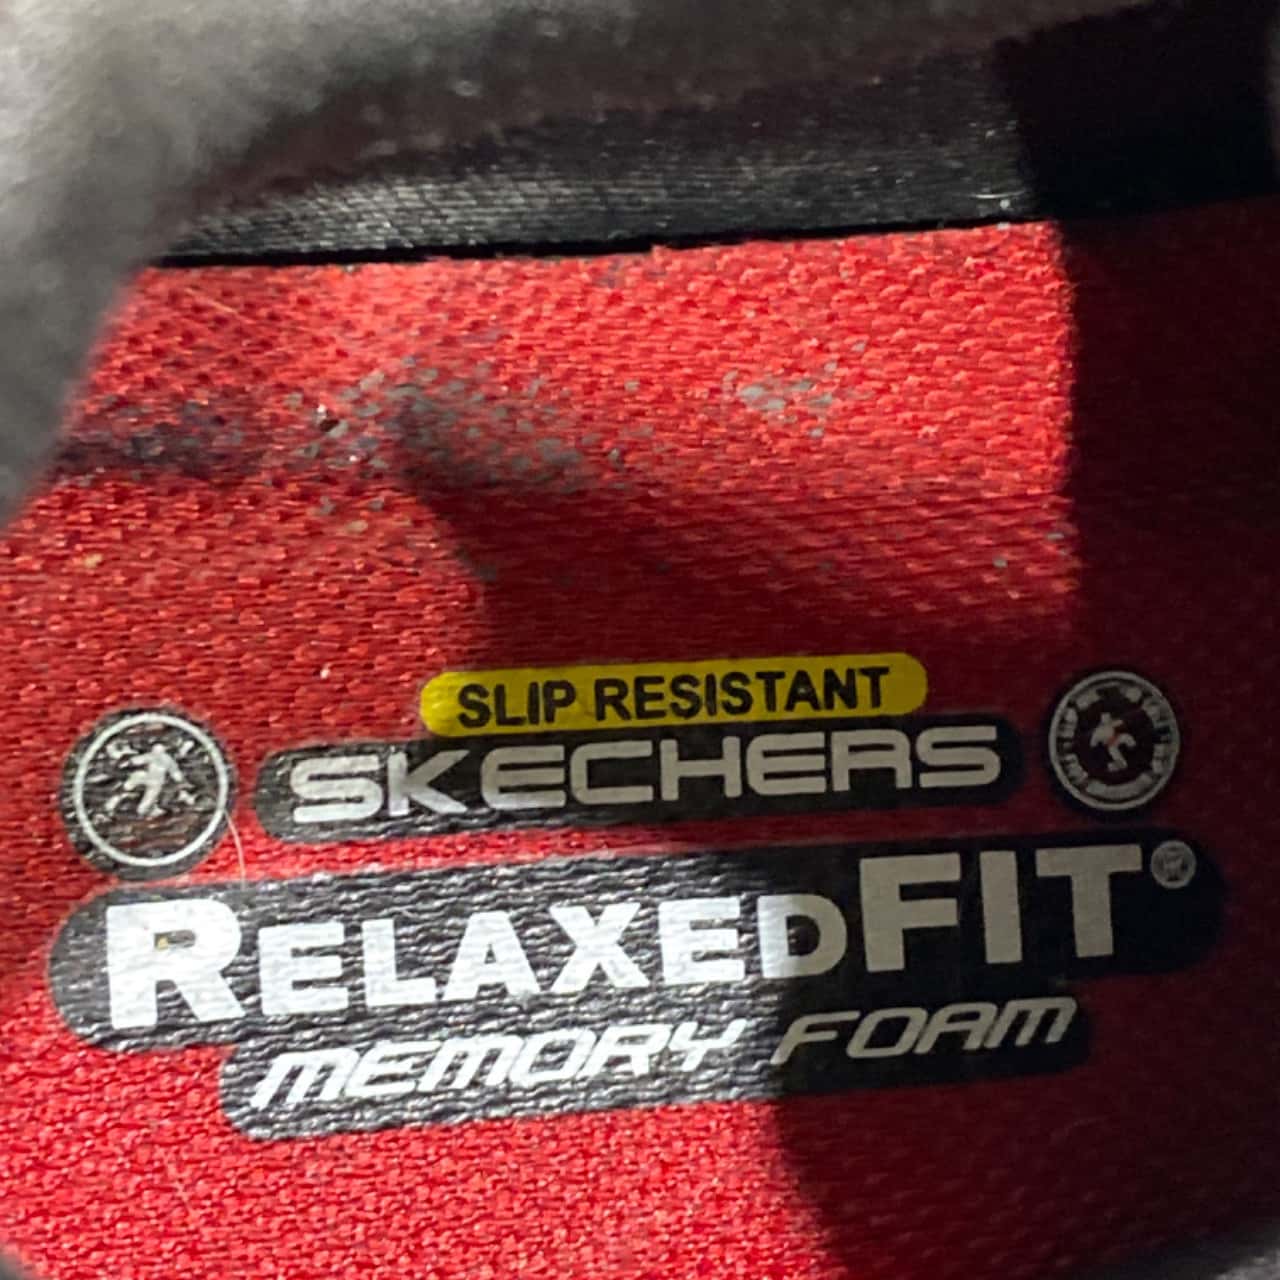 SLIP RESISTANT
SKECHERS
RELAXED FIT®
MEMORY FOAM